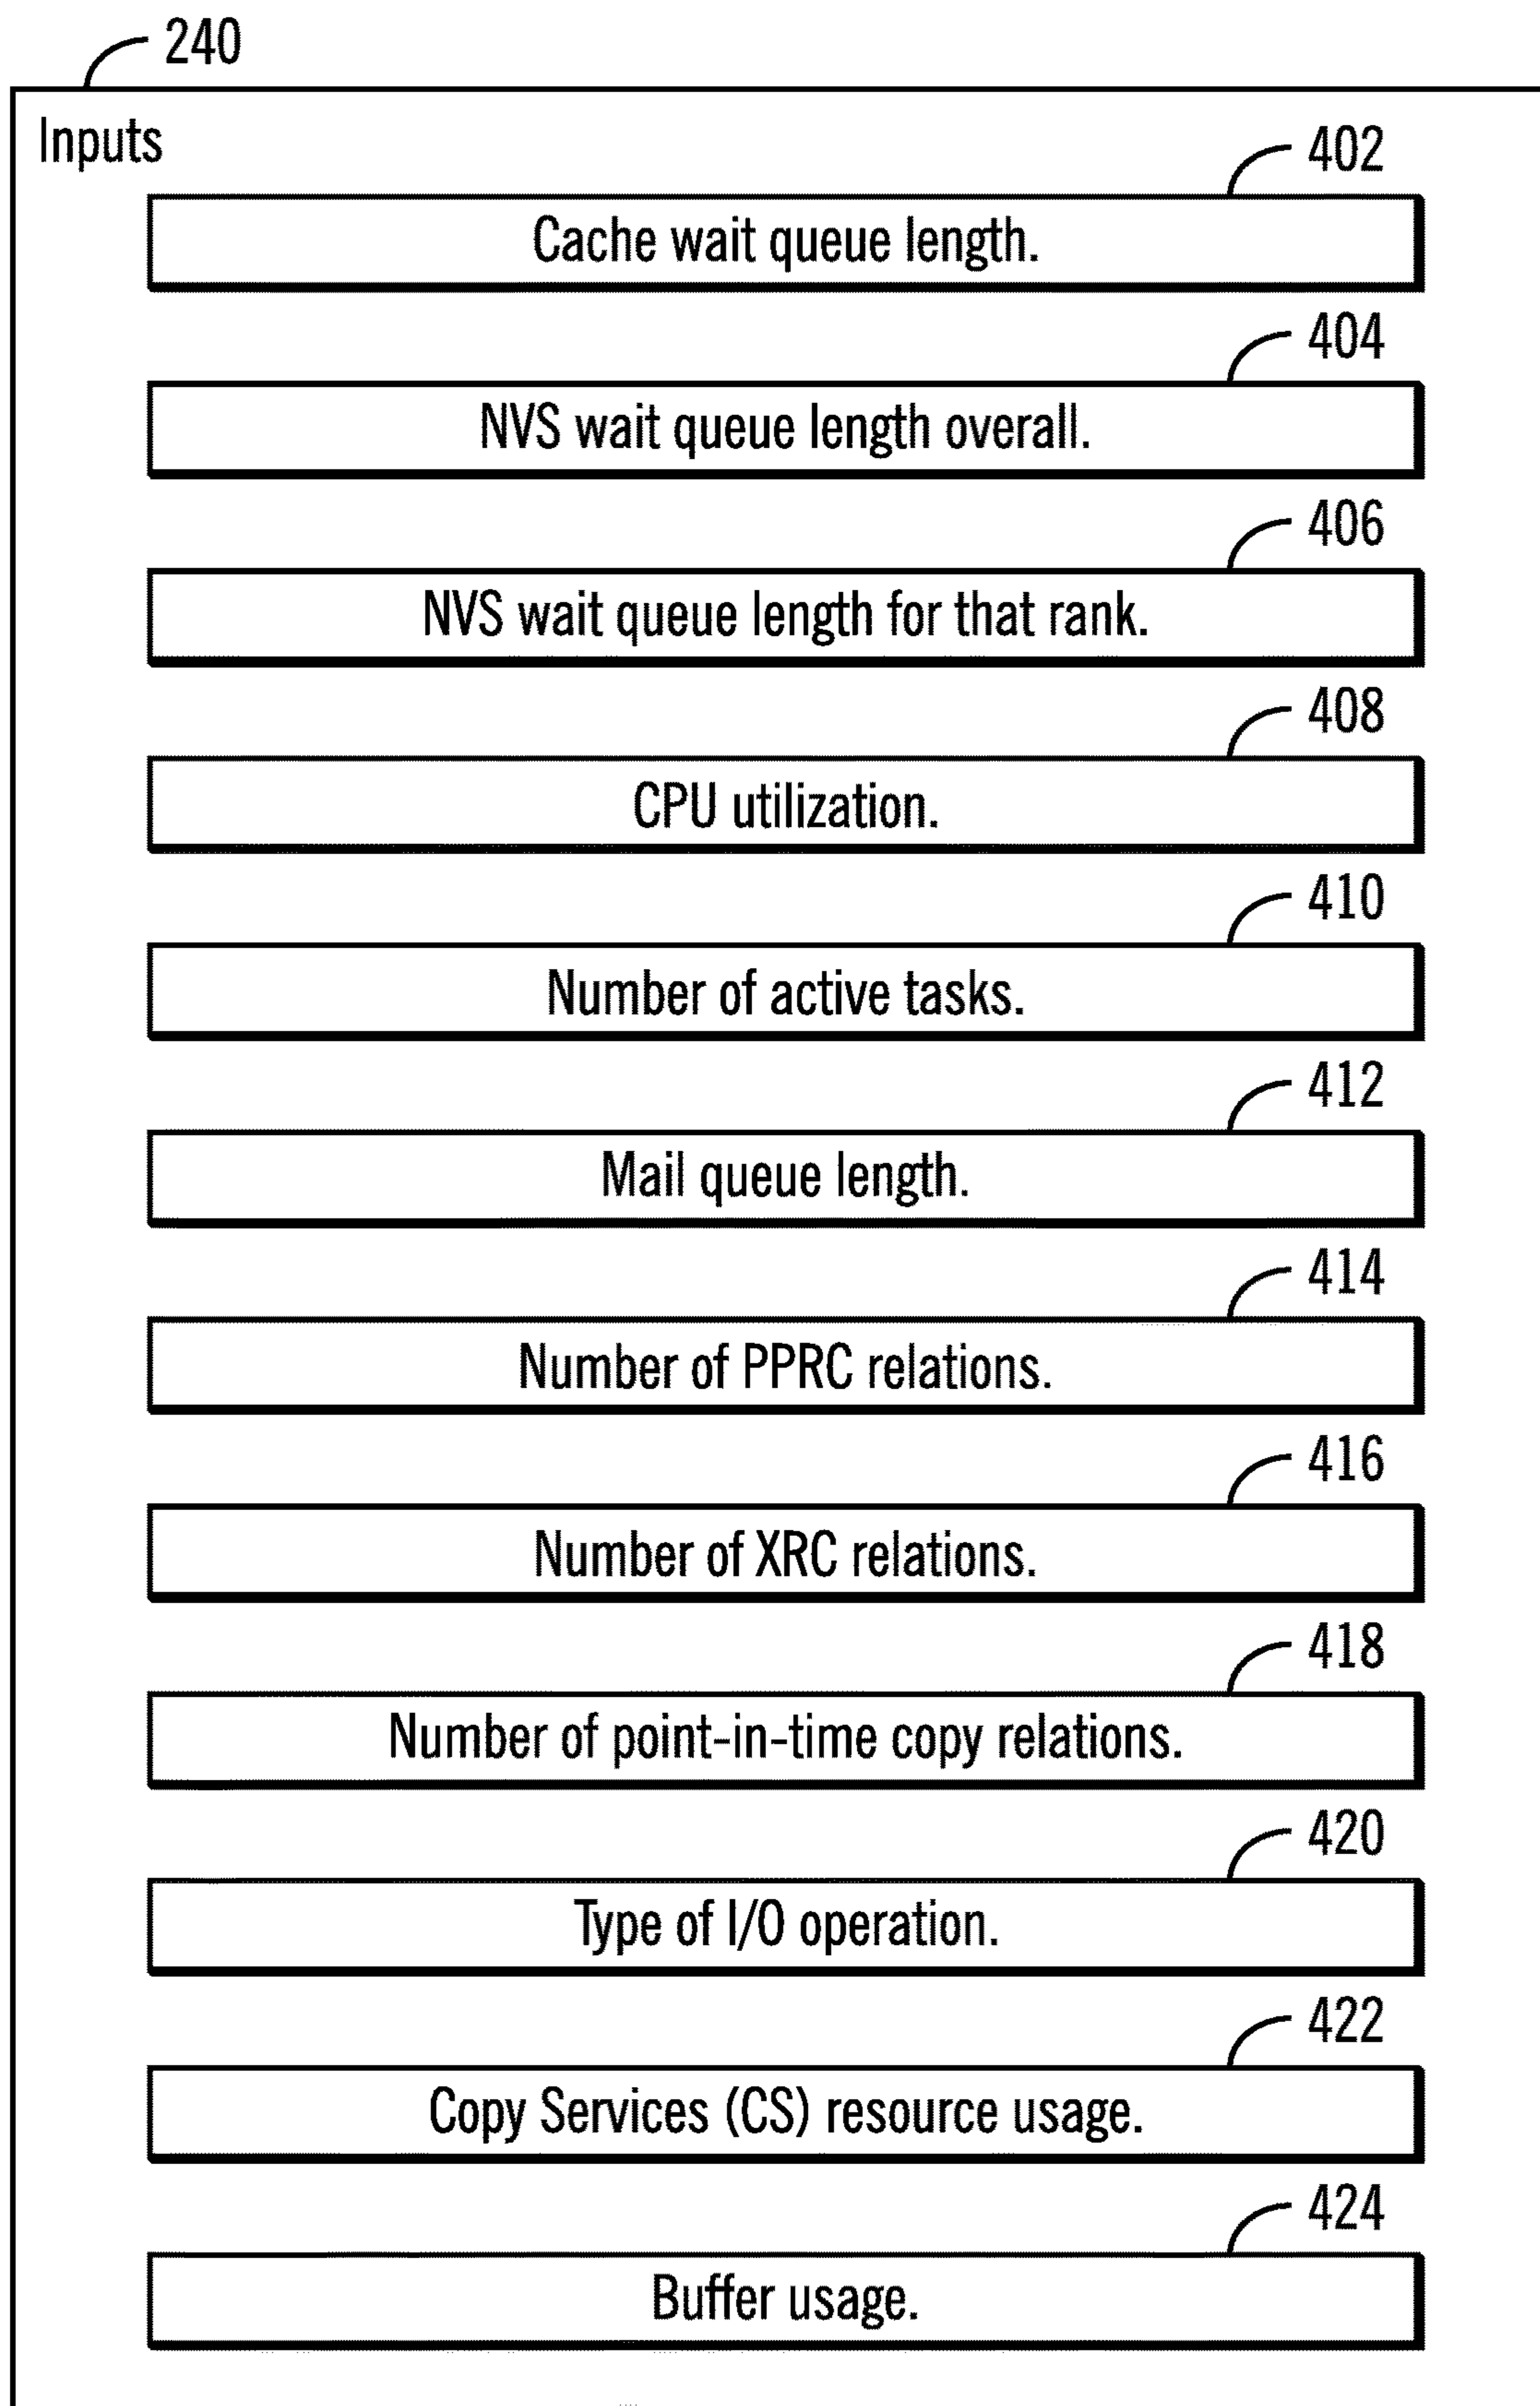 240
Inputs
402
Cache wait queue length.
404
NVS wait queue length overall.
406
NVS wait queue length for that rank.
408
CPU utilization.
410
Number of active tasks.
412
Mail queue length.
414
Number of PPRC relations.
416
Number of XRC relations.
418
Number of point-in-time copy relations.
420
Type of I/O operation.
422
Copy Services (CS) resource usage.
424
Buffer usage.